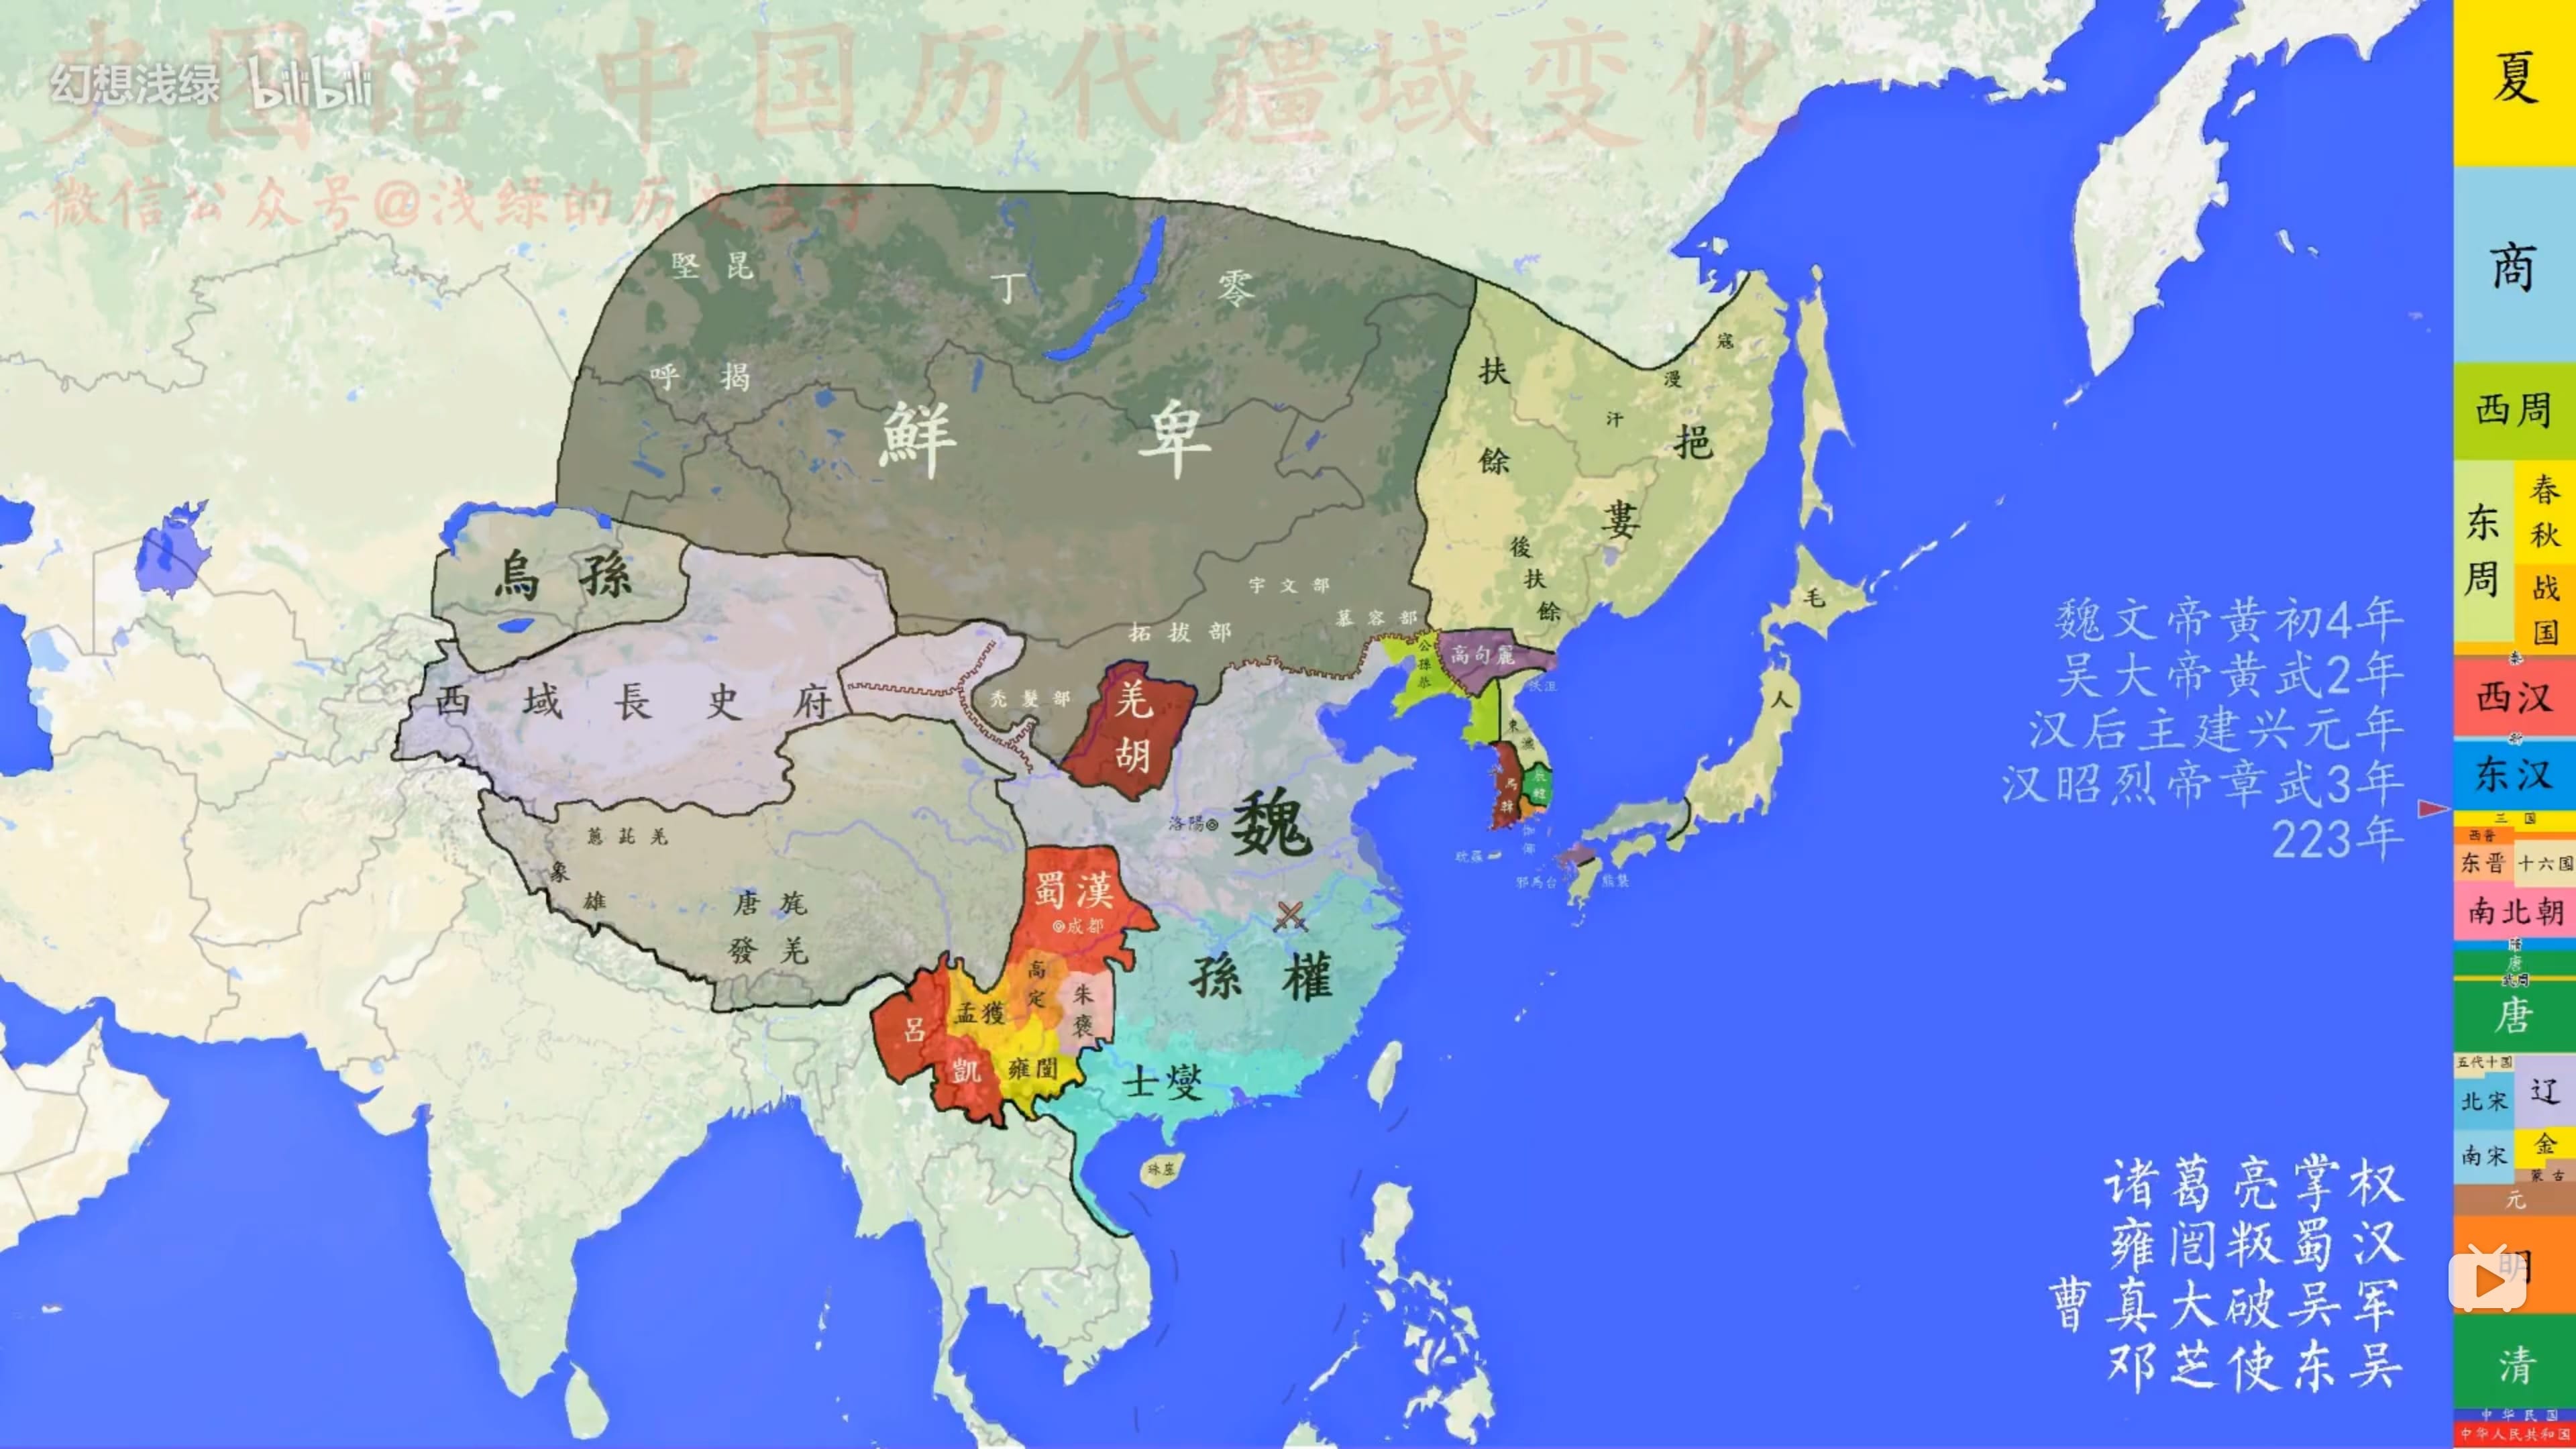 史图馆 中国历代疆域变化
幻想浅绿 bilibili
微信公众号@浅绿的历史
堅昆
丁零
呼揭
鮮卑
扶餘
寇漫汗
挹婁
後扶餘
烏孫
宇文部
慕容部
拓拔部
毛人
公孫恭
高句麗
西域長史府
禿髮部
羌胡
沃沮
東濊
馬韓
辰韓
洛陽
魏
耽羅
邪馬台
熊襲
蔥茈羌
象雄
唐旄
發羌
蜀漢
成都
孫權
高定
朱褒
孟獲
呂凱
雍闓
士燮
珠崖
魏文帝黄初4年
吴大帝黄武2年
汉后主建兴元年
汉昭烈帝章武3年
223年
诸葛亮掌权
雍闿叛蜀汉
曹真大破吴军
邓芝使东吴
夏
商
西周
东周
春秋
战国
秦
西汉
新
东汉
三国
西晋
东晋
十六国
南北朝
隋
唐
武周
唐
五代十国
辽
北宋
金
南宋
蒙古
元
明
清
中华民国
中华人民共和国